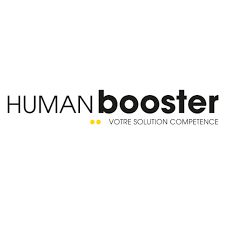 HUMAN booster
VOTRE SOLUTION COMPETENCE